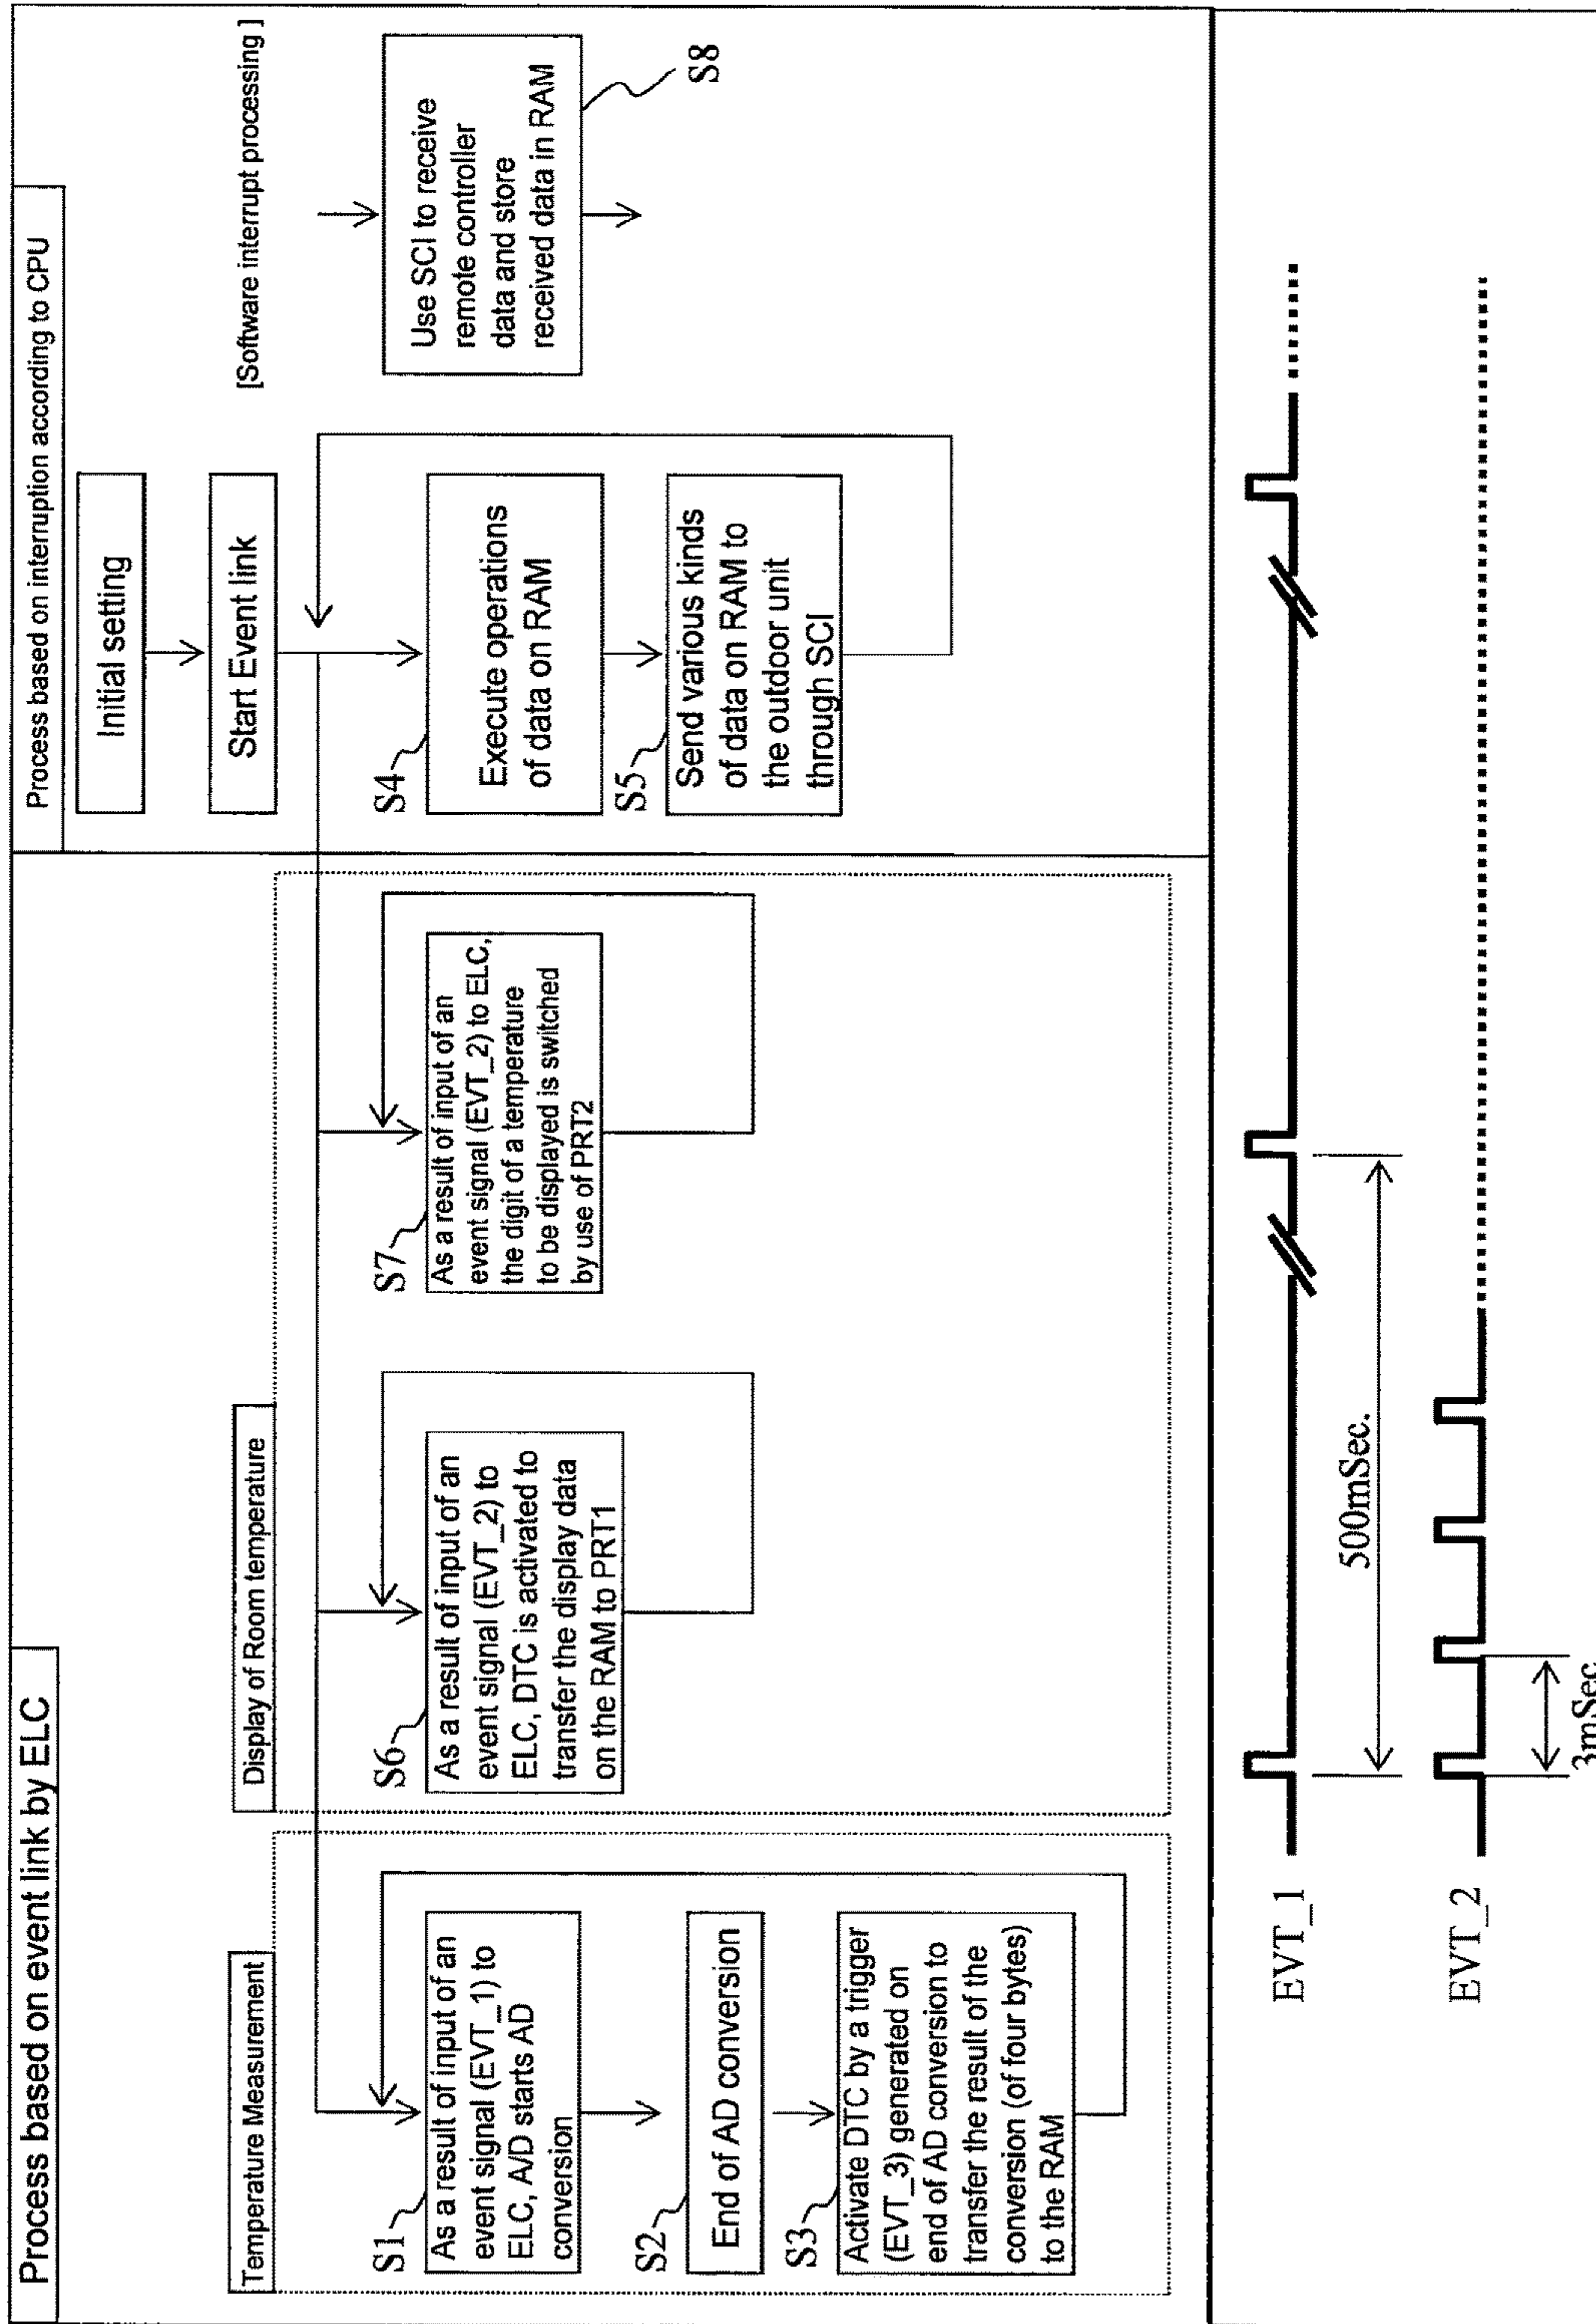 Process based on event link by ELC
Temperature Measurement
S1
As a result of input of an
event signal (EVT_1) to
ELC, A/D starts AD
conversion
S2
End of AD conversion
S3
Activate DTC by a trigger
(EVT_3) generated on
end of AD conversion to
transfer the result of the
conversion (of four bytes)
to the RAM
Display of Room temperature
S6
As a result of input of an
event signal (EVT_2) to
ELC, DTC is activated to
transfer the display data
on the RAM to PRT1
S7
As a result of input of an
event signal (EVT_2) to ELC,
the digit of a temperature
to be displayed is switched
by use of PRT2
Process based on interruption according to CPU
Initial setting
Start Event link
S4
Execute operations
of data on RAM
S5
Send various kinds
of data on RAM to
the outdoor unit
through SCI
[Software interrupt processing ]
Use SCI to receive
remote controller
data and store
received data in RAM
S8
EVT_1
500mSec.
EVT_2
3mSec